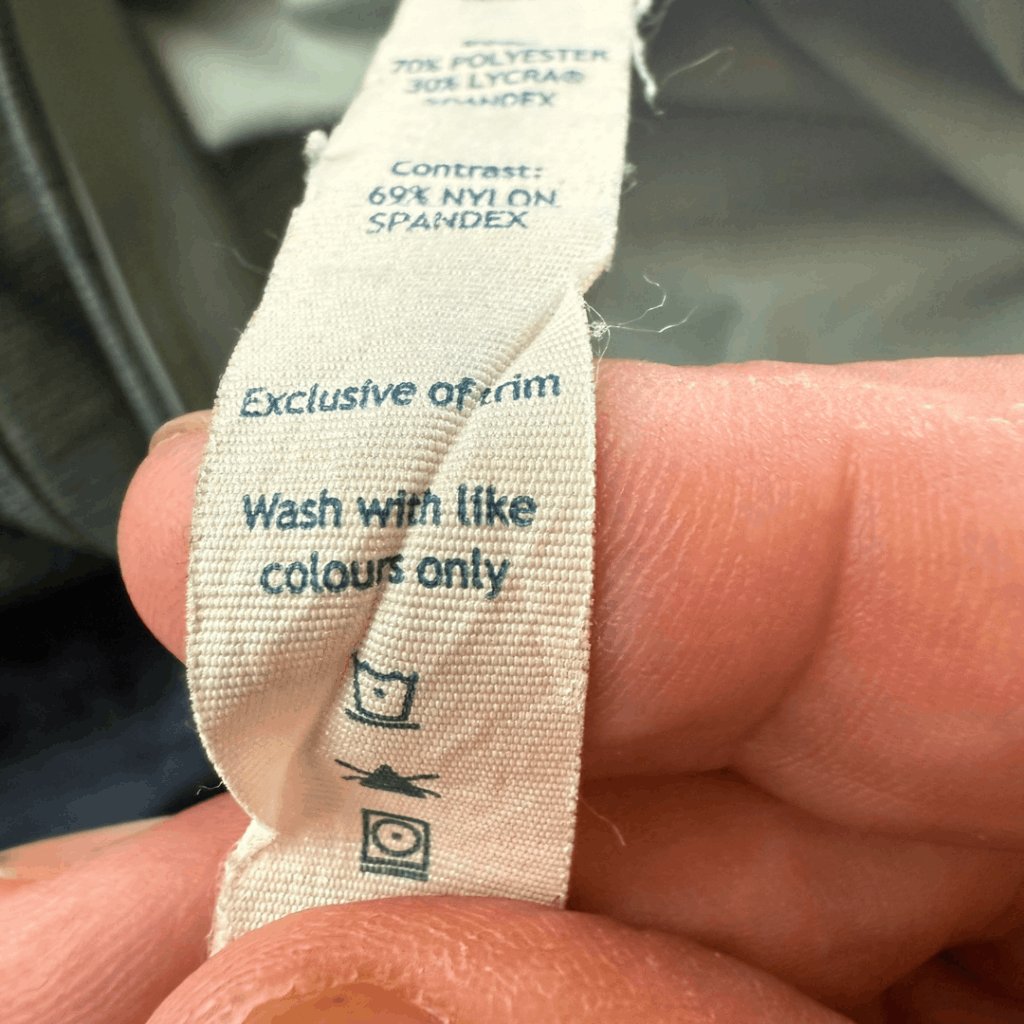 70% POLYESTER
30% LYCRA®
SPANDEX
Contrast:
69% NYLON
SPANDEX
Exclusive of trim
Wash with like
colours only